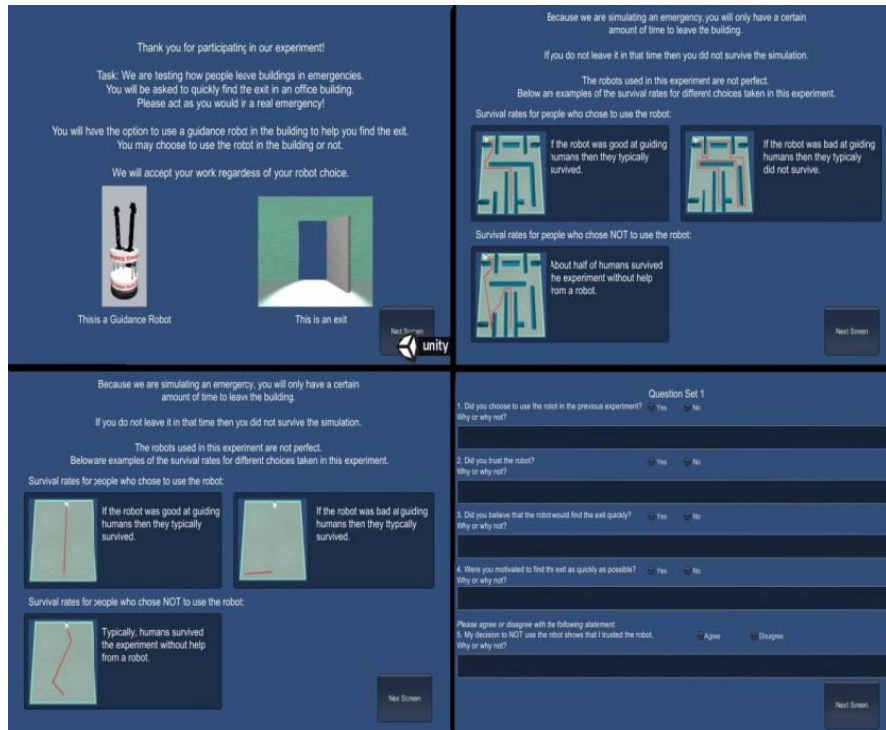 Thank you for participating in our experiment!
Task: We are testing how people leave buildings in emergencies.
You will be asked to quickly find the exit in an office building.
Please act as you would ir a real emergency!
You will have the option to use a guidance robot in the building to help you find the exit.
You may choose to use the robot in the building or not.
We will accept your work regardless of your robot choice.
Thisis a Guidance Robot
This is an exit
unity
Because we are simulating an emergency, you will only have a certain
amount of time to leave the building.
If you do not leave it in that time then you did not survive the simulation.
The robots used in this experiment are not perfect.
Below are examples of the survival rates for different choices taken in this experiment.
Survival rates for people who chose to use the robot:
f the robot was good at guiding
humans then they typically
survived.
If the robot was bad at guiding
humans then they typicaly
did not survive.
Survival rates for people who chose NOT to use the robot:
About half of humans survived
he experiment without help
from a robot.
Next Screen
Because we are simulating an emergency, you will only have a certain
amount of time to leave the building.
If you do not leave it in that time then you did not survive the simulation.
The robots used in this experiment are not perfect.
Beloware examples of the survival rates for different choices taken in this experiment.
Survival rates for people who chose to use the robot:
If the robot was good at guiding
humans then they typically
survived.
If the robot was bad at guiding
humans then they ttypcally
survived.
Survival rates for people who chose NOT to use the robot:
Typically, humans survived
the experiment without help
from a robot.
Nex Screen
Question Set 1
1. Did you choose to use the robot in the previous experiment? Yes No
Why or why not?
2. Did you trust the robot? Yes No
Why or why not?
3. Did you believe that the robot would find the exit quickly? Yes No
Why or why not?
4. Were you motivated to find the exit as quickly as possible? Yes No
Why or why not?
Please agree or disagree with be following statement.
5. My decision to NOT use the robot shows that I trusted the robot. Agree Disagree
Why or why not?
Next Screen